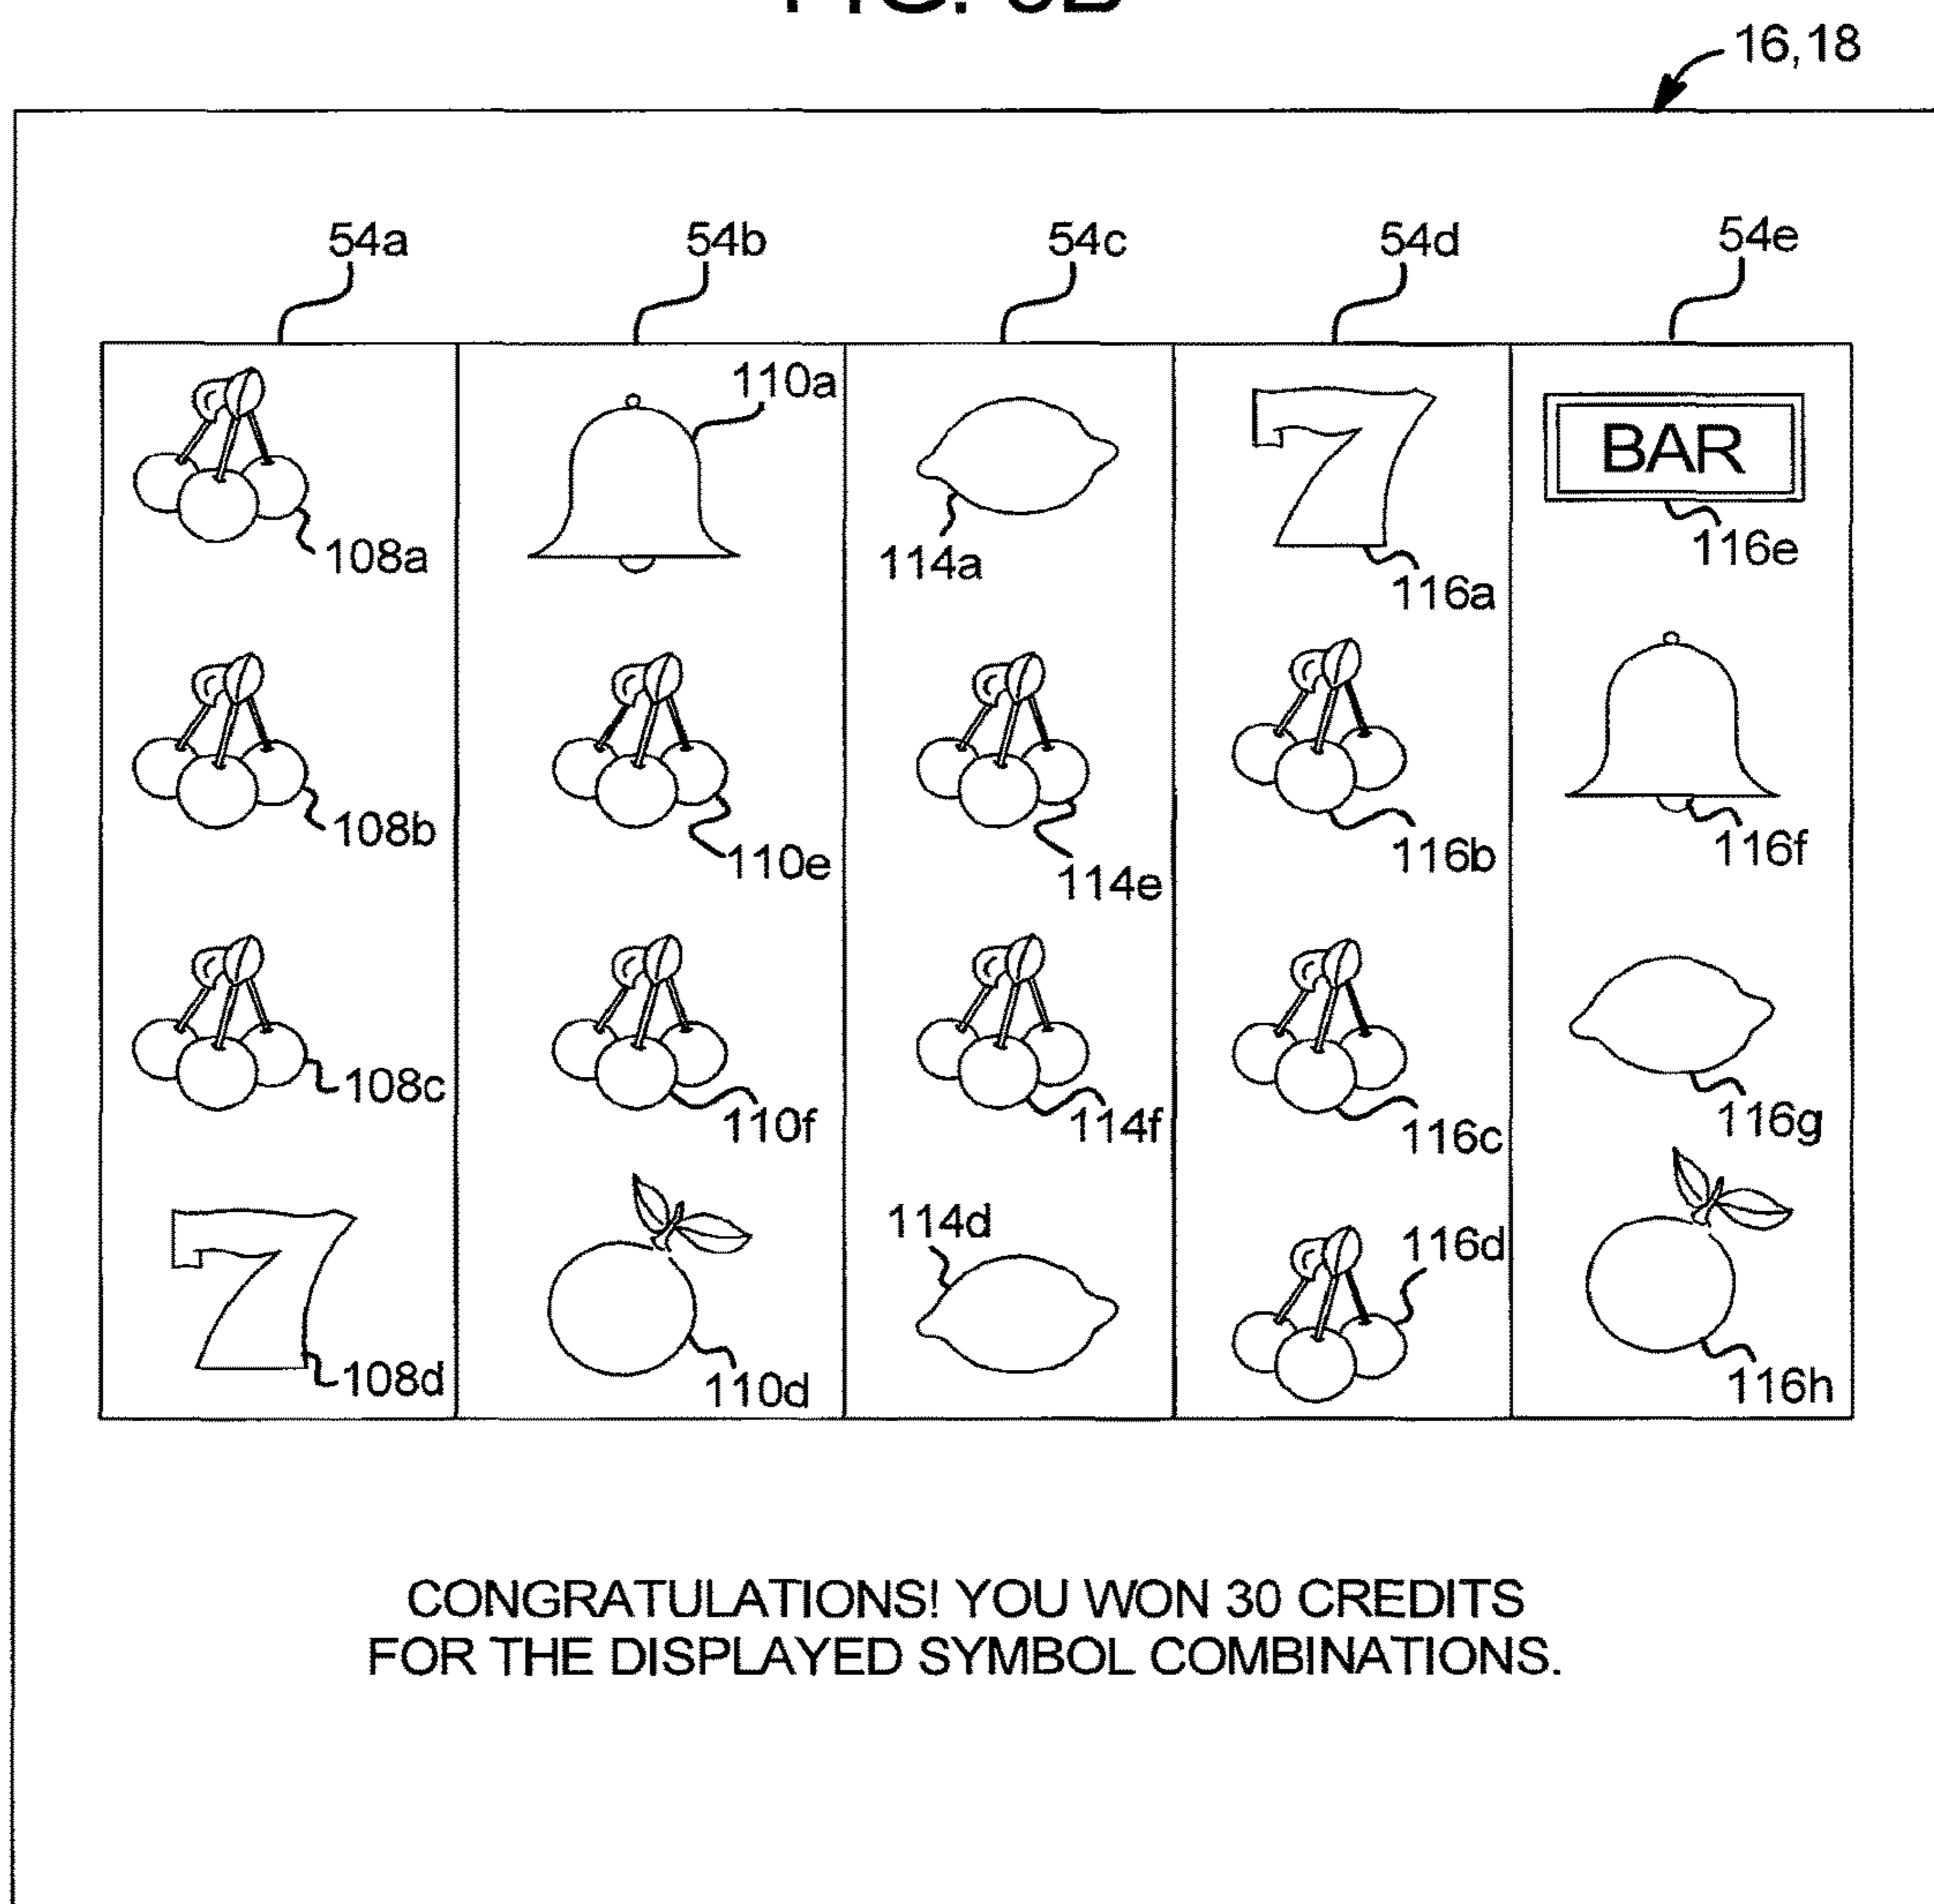 16,18
54a 54b 54c 54d 54e
110a
BAR
108a 114a 116a 116e
108b 110e 114e 116b 116f
108c 110f 114f 116c 116g
114d 116d
108d 110d 116h
CONGRATULATIONS! YOU WON 30 CREDITS
FOR THE DISPLAYED SYMBOL COMBINATIONS.